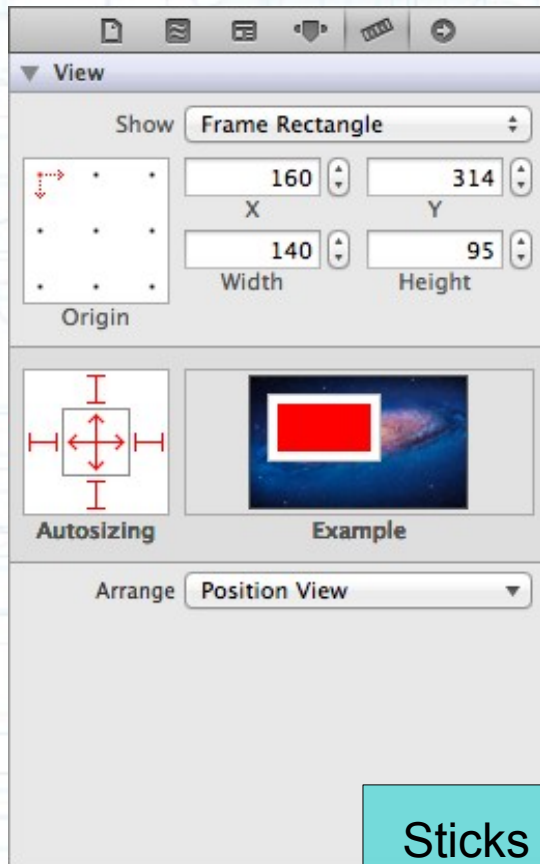 View
Show Frame Rectangle
160 314
X Y
140 95
Width Height
Origin
Autosizing Example
Arrange Position View
Sticks